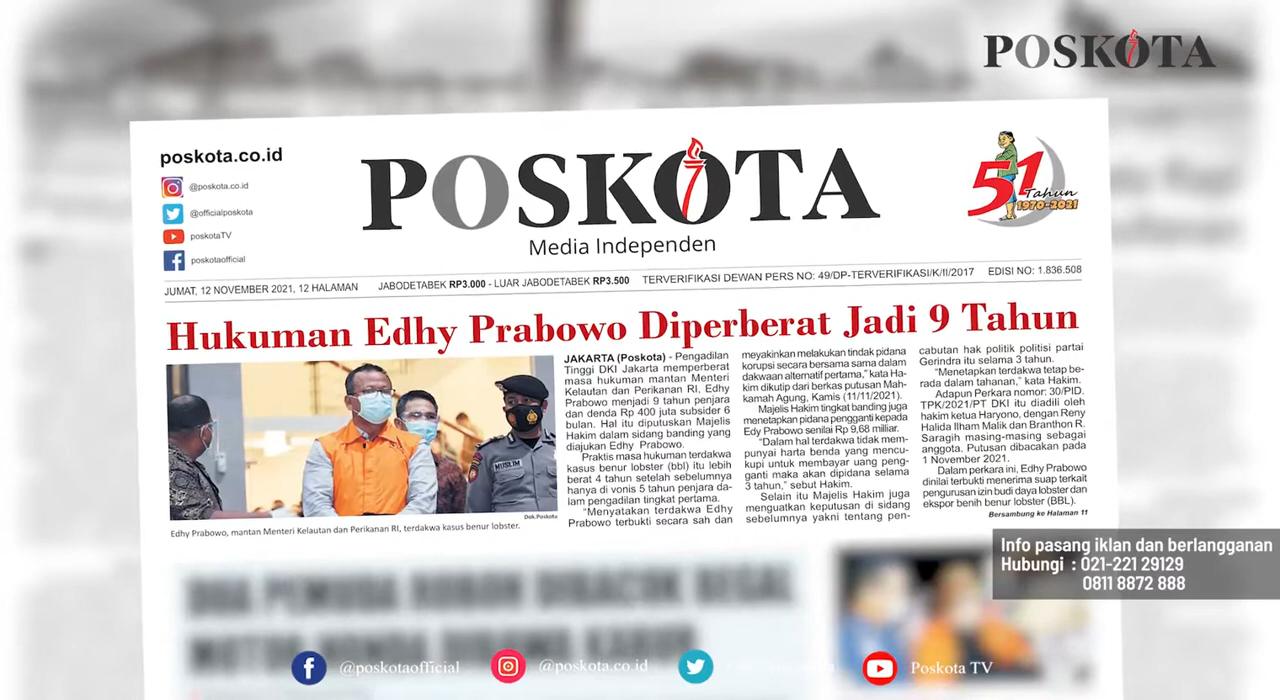 POSKOTA
poskota.co.id
@poskota.co.id
@officialposkota
poskotaTV
poskotaofficial
POSKOTA
Media Independen
51 Tahun
1970-2021
JUMAT, 12 NOVEMBER 2021, 12 HALAMAN
JABODETABEK RP3.000 - LUAR JABODETABEK RP3.500
TERVERIFIKASI DEWAN PERS NO: 49/DP-TERVERIFIKASI/K/II/2017
EDISI NO: 1.836.508
Hukuman Edhy Prabowo Diperberat Jadi 9 Tahun
MUSLIM
Dok.Poskota
Edhy Prabowo, mantan Menteri Kelautan dan Perikanan RI, terdakwa kasus benur lobster.
JAKARTA (Poskota) - Pengadilan
Tinggi DKI Jakarta memperberat
masa hukuman mantan Menteri
Kelautan dan Perikanan RI, Edhy
Prabowo menjadi 9 tahun penjara
dan denda Rp 400 juta subsider 6
bulan. Hal itu diputuskan Majelis
Hakim dalam sidang banding yang
diajukan Edhy Prabowo.
Praktis masa hukuman terdakwa
kasus benur lobster (bbl) itu lebih
berat 4 tahun setelah sebelumnya
hanya di vonis 5 tahun penjara da-
lam pengadilan tingkat pertama.
“Menyatakan terdakwa Edhy
Prabowo terbukti secara sah dan
meyakinkan melakukan tindak pidana
korupsi secara bersama sama dalam
dakwaan alternatif pertama,” kata Ha-
kim dikutip dari berkas putusan Mah-
kamah Agung, Kamis (11/11/2021).
Majelis Hakim tingkat banding juga
menetapkan pidana pengganti kepada
Edy Prabowo senilai Rp 9,68 miliar.
“Dalam hal terdakwa tidak mem-
punyai harta benda yang mencu-
kupi untuk membayar uang peng-
ganti maka akan dipidana selama
3 tahun,” sebut Hakim.
Selain itu Majelis Hakim juga
menguatkan keputusan di sidang
sebelumnya yakni tentang pen-
cabutan hak politik politisi partai
Gerindra itu selama 3 tahun.
“Menetapkan terdakwa tetap be-
rada dalam tahanan,” kata Hakim.
Adapun Perkara nomor: 30/PID.
TPK/2021/PT DKI itu diadili oleh
hakim ketua Haryono, dengan Reny
Halida Ilham Malik dan Branthon R.
Saragih masing-masing sebagai
anggota. Putusan dibacakan pada
1 November 2021.
Dalam perkara ini, Edhy Prabowo
dinilai terbukti menerima suap terkait
pengurusan izin budi daya lobster dan
ekspor benih benur lobster (BBL).
Bersambung ke Halaman 11
Info pasang iklan dan berlangganan
Hubungi : 021-221 29129
0811 8872 888
@poskotaofficial
@poskota.co.id
Poskota TV